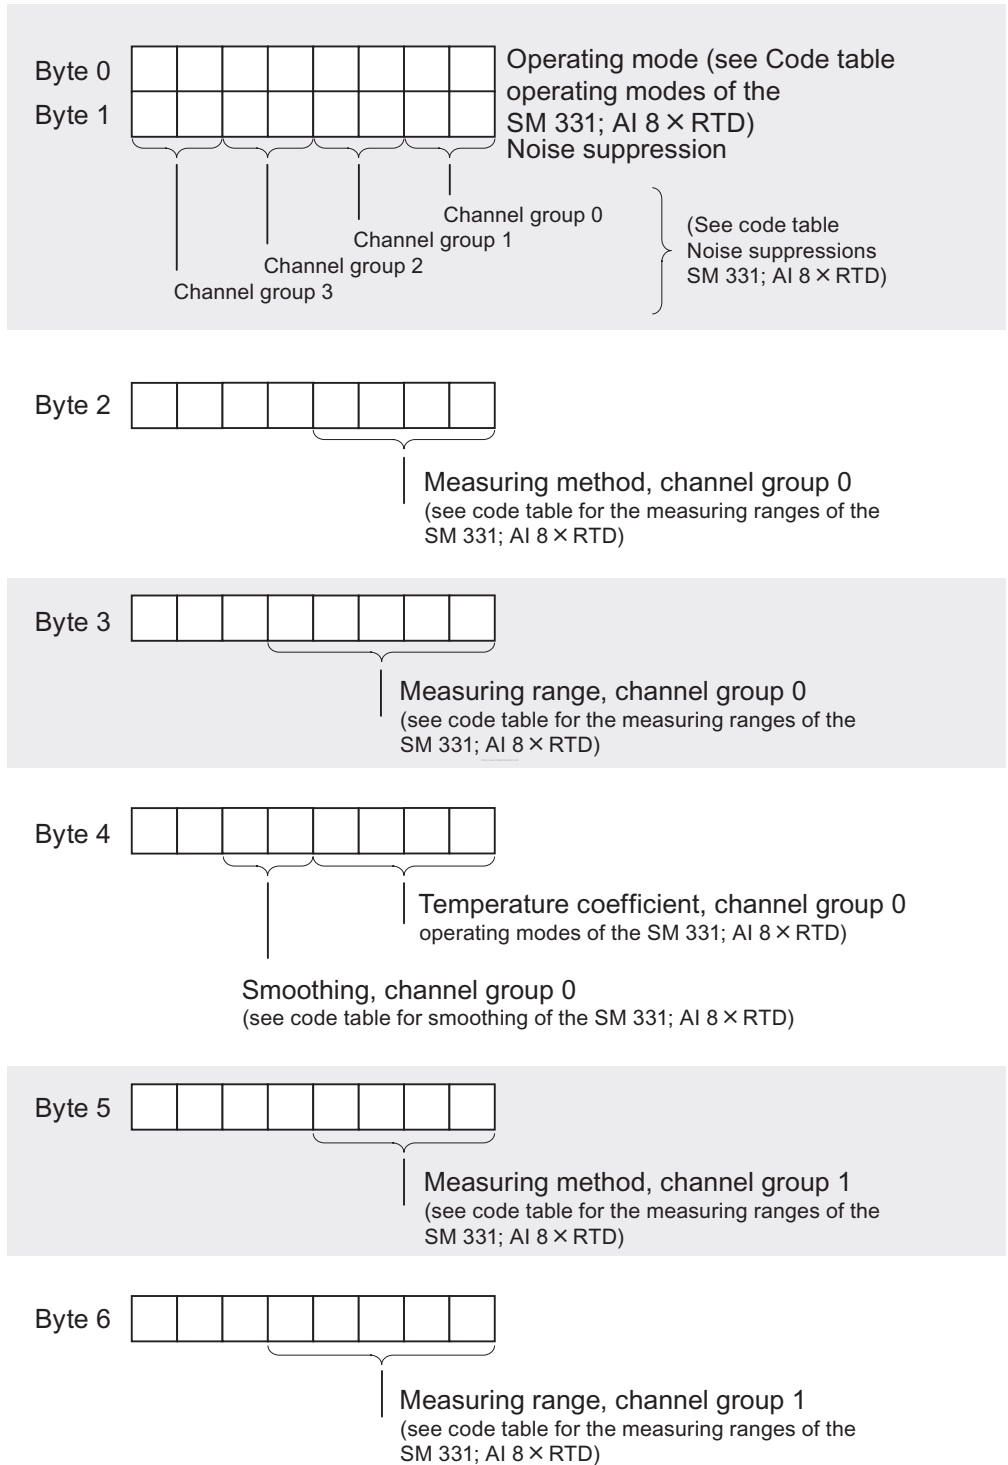 Byte 0
Operating mode (see Code table
operating modes of the
Byte 1
SM 331; AI 8 × RTD)
Noise suppression
Channel group 0
Channel group 1
Channel group 2
Channel group 3
(See code table
Noise suppressions
SM 331; AI 8 × RTD)
Byte 2
Measuring method, channel group 0
(see code table for the measuring ranges of the
SM 331; AI 8 × RTD)
Byte 3
Measuring range, channel group 0
(see code table for the measuring ranges of the
SM 331; AI 8 × RTD)
Byte 4
Temperature coefficient, channel group 0
operating modes of the SM 331; AI 8 × RTD)
Smoothing, channel group 0
(see code table for smoothing of the SM 331; AI 8 × RTD)
Byte 5
Measuring method, channel group 1
(see code table for the measuring ranges of the
SM 331; AI 8 × RTD)
Byte 6
Measuring range, channel group 1
(see code table for the measuring ranges of the
SM 331; AI 8 × RTD)